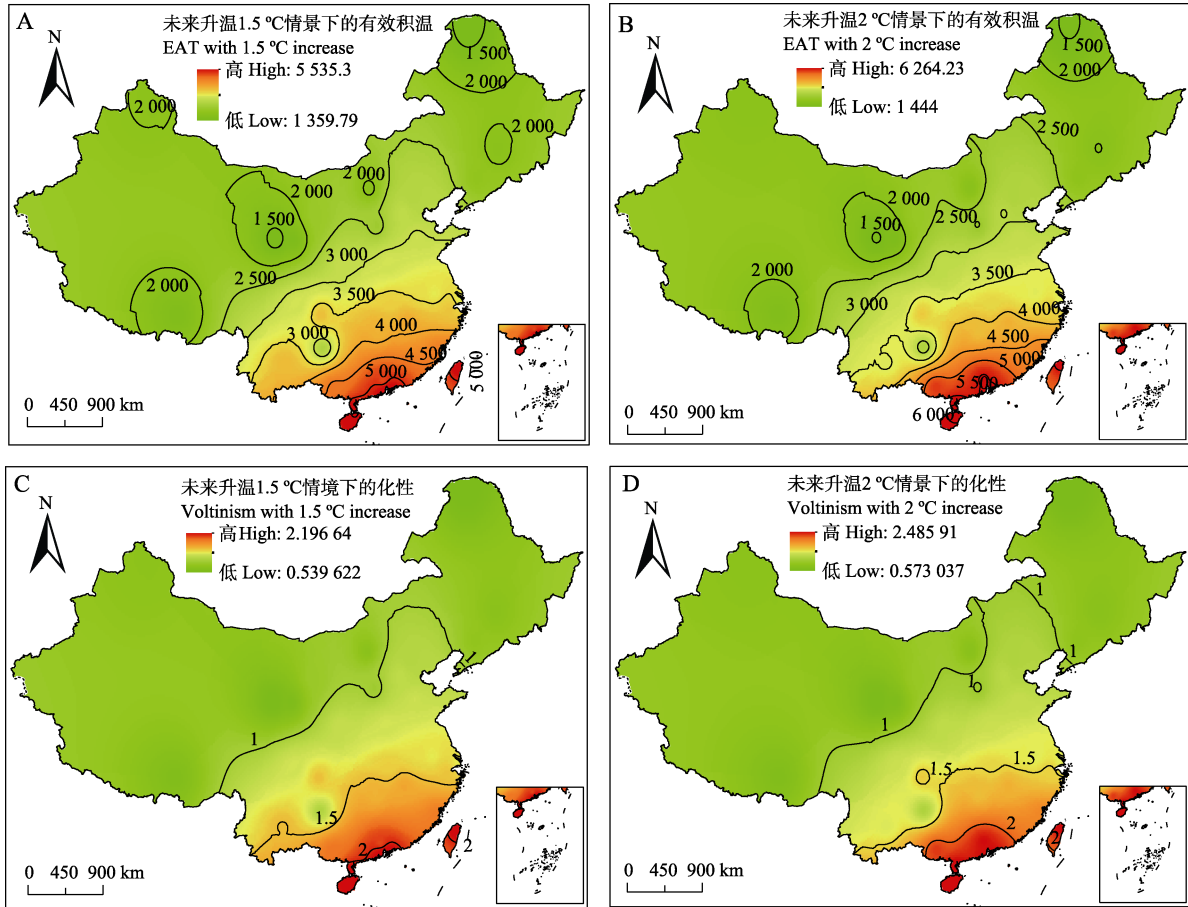 A
未来升温1.5 ℃情景下的有效积温
EAT with 1.5 ℃ increase
高 High: 5 535.3
低 Low: 1 359.79
N
1 500
2 000
2 000
2 000
2 000
2 000
1 500
3 000
2 500
2 000
3 500
3 000
4 000
4 500
5 000
5 000
0 450 900 km
B
未来升温2 ℃情景下的有效积温
EAT with 2 ℃ increase
高 High: 6 264.23
低 Low: 1 444
N
1 500
2 000
2 500
2 000
1 500
2 500
2 000
3 500
3 000
4 000
4 500
5 000
5 500
6 000
0 450 900 km
C
未来升温1.5 ℃情境下的化性
Voltinism with 1.5 ℃ increase
高 High: 2.196 64
低 Low: 0.539 622
N
1
1
1.5
2
2
0 450 900 km
D
未来升温2 ℃情景下的化性
Voltinism with 2 ℃ increase
高 High: 2.485 91
低 Low: 0.573 037
N
1
1
1
1
1.5
1.5
2
2
0 450 900 km